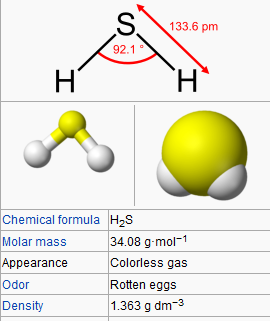 S
133.6 pm
92.1 °
H H
Chemical formula H₂S
Molar mass 34.08 g·mol⁻¹
Appearance Colorless gas
Odor Rotten eggs
Density 1.363 g dm⁻³